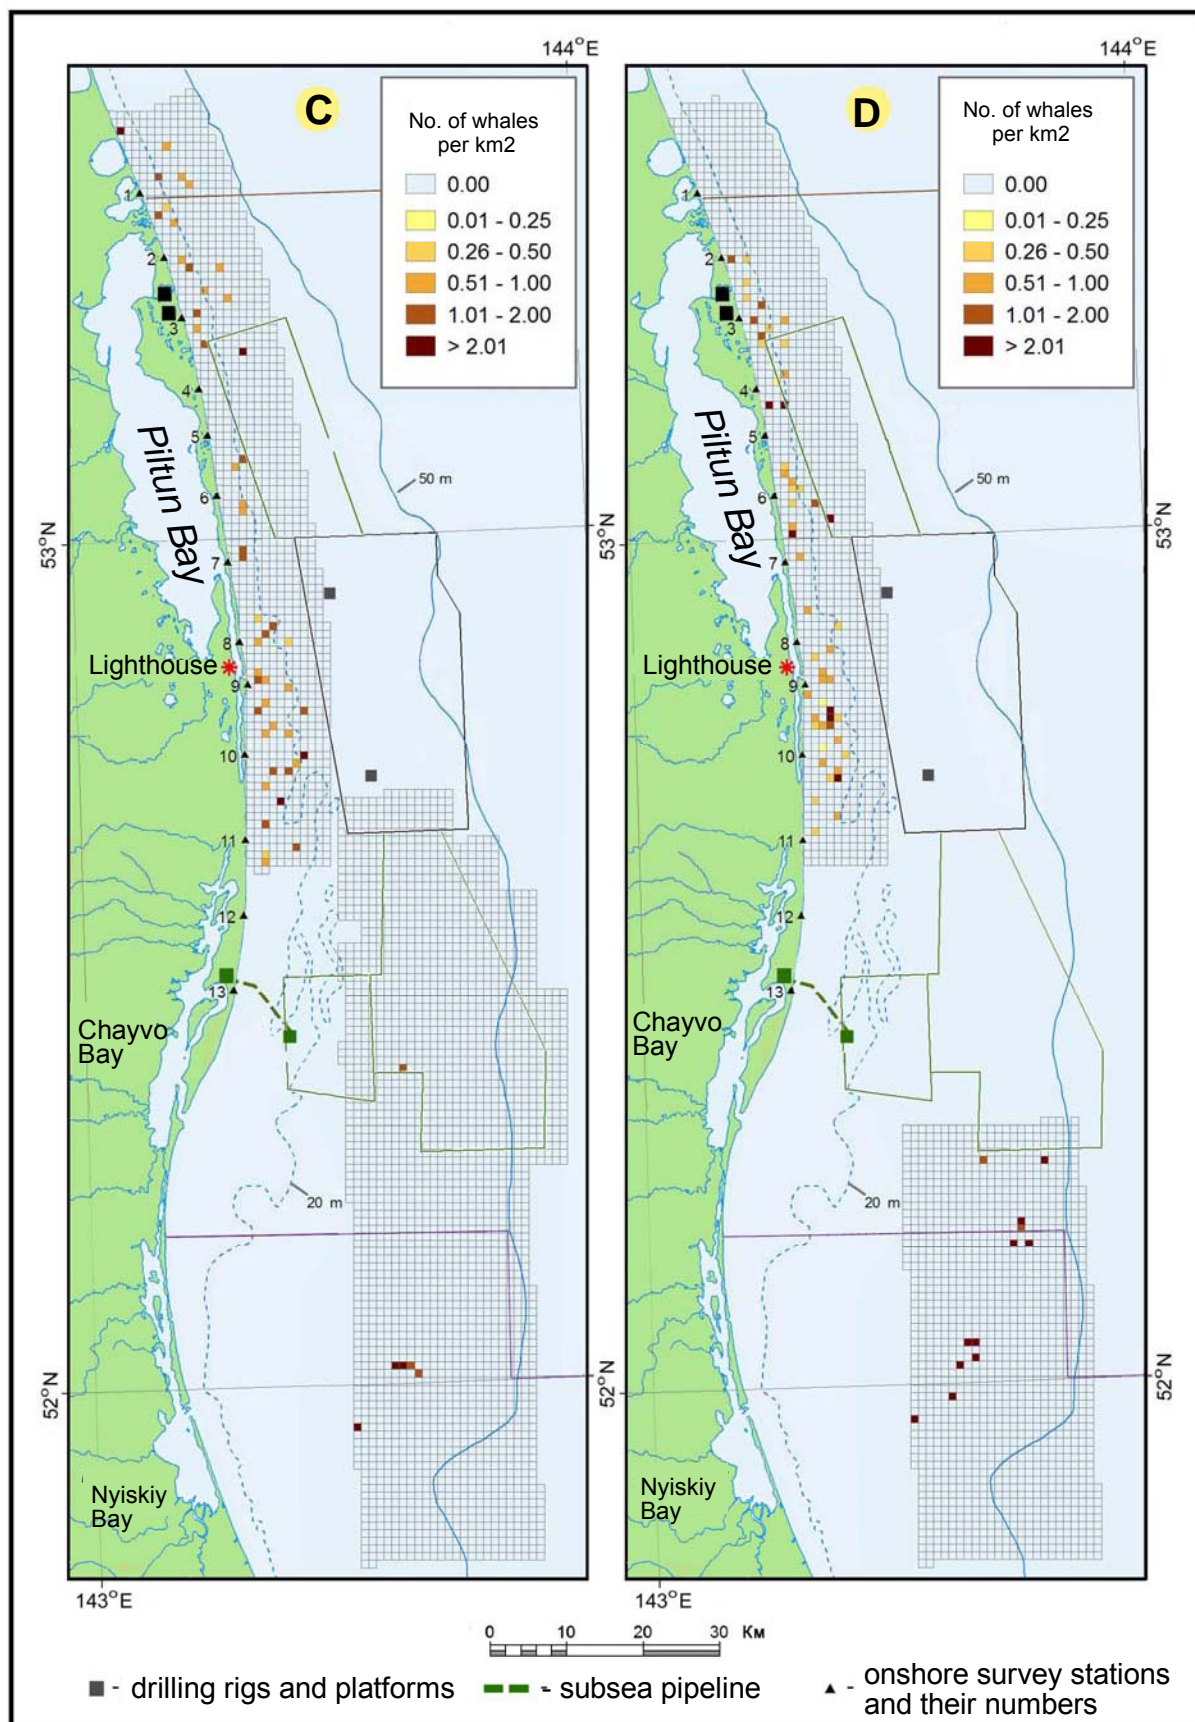 144°E
144°E
C
No. of whales
per km2
0.00
0.01 - 0.25
0.26 - 0.50
0.51 - 1.00
1.01 - 2.00
> 2.01
1
2
3
4
5
6
7
8
9
10
11
12
13
Piltun Bay
50 m
53°N
Lighthouse
Chayvo
Bay
20 m
52°N
Nyiskiy
Bay
143°E
D
No. of whales
per km2
0.00
0.01 - 0.25
0.26 - 0.50
0.51 - 1.00
1.01 - 2.00
> 2.01
1
2
3
4
5
6
7
8
9
10
11
12
13
Piltun Bay
50 m
53°N
53°N
Lighthouse
Chayvo
Bay
20 m
52°N
52°N
Nyiskiy
Bay
143°E
0 10 20 30 Км
- drilling rigs and platforms
- subsea pipeline
- onshore survey stations
and their numbers